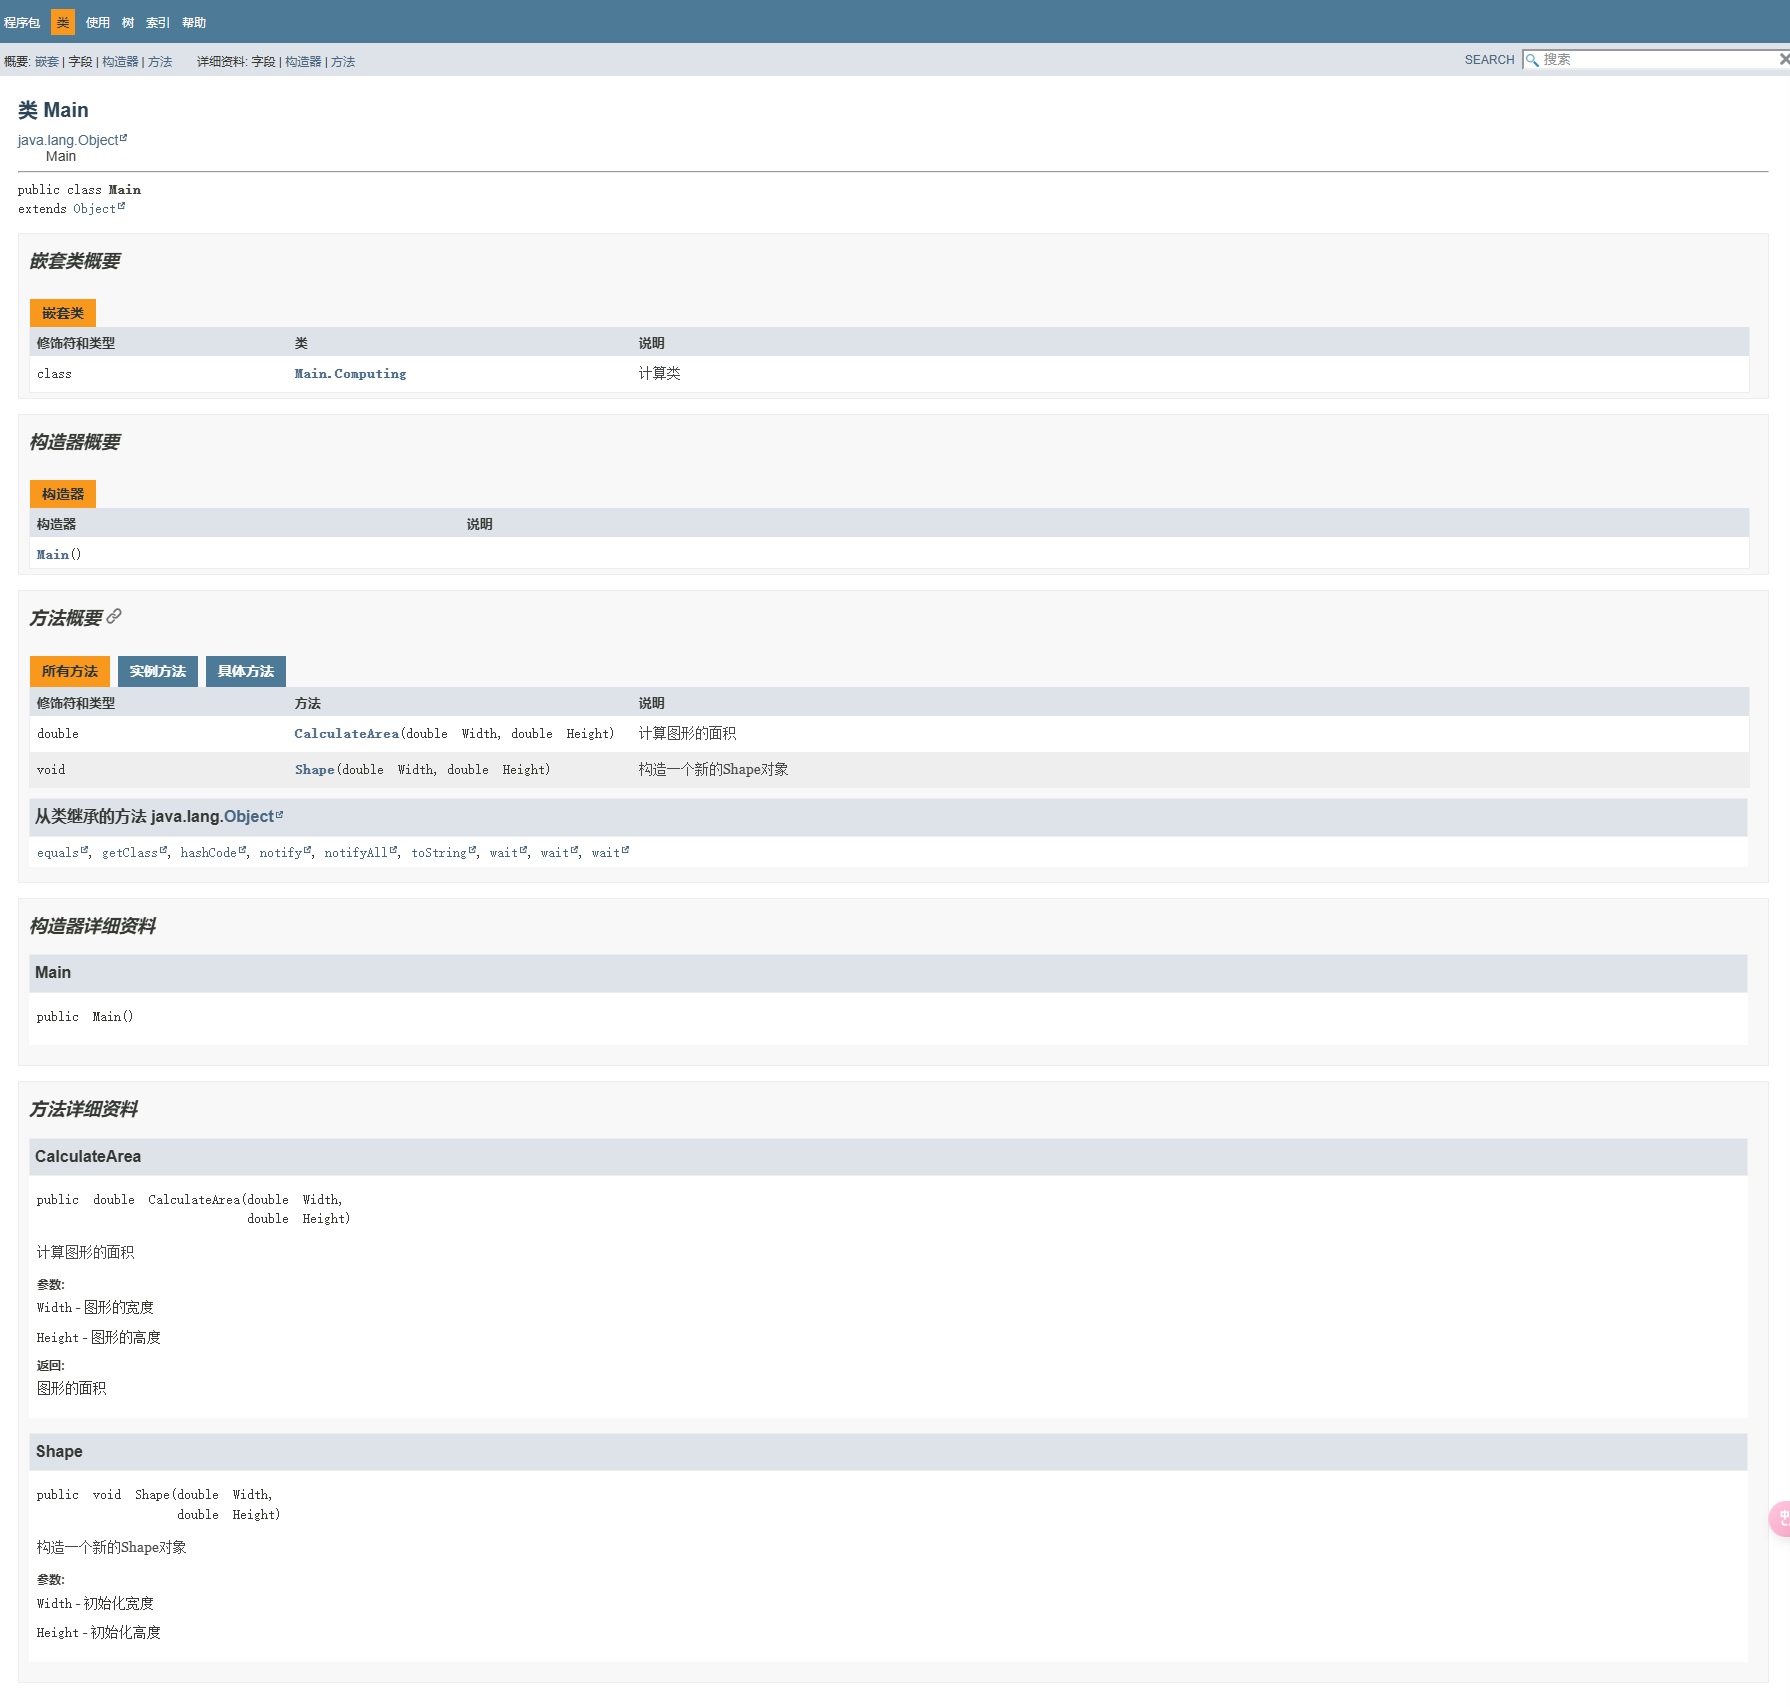 程序包 类 使用 树 索引 帮助
概要: 嵌套 | 字段 | 构造器 | 方法 详细资料: 字段 | 构造器 | 方法 SEARCH 搜索
类 Main
java.lang.Object
Main
public class Main
extends Object
嵌套类概要
嵌套类
修饰符和类型 类 说明
class Main.Computing 计算类
构造器概要
构造器
构造器 说明
Main()
方法概要
所有方法 实例方法 具体方法
修饰符和类型 方法 说明
double CalculateArea(double Width, double Height) 计算图形的面积
void Shape(double Width, double Height) 构造一个新的Shape对象
从类继承的方法 java.lang.Object
equals, getClass, hashCode, notify, notifyAll, toString, wait, wait, wait
构造器详细资料
Main
public Main()
方法详细资料
CalculateArea
public double CalculateArea(double Width,
double Height)
计算图形的面积
参数:
Width - 图形的宽度
Height - 图形的高度
返回:
图形的面积
Shape
public void Shape(double Width,
double Height)
构造一个新的Shape对象
参数:
Width - 初始化宽度
Height - 初始化高度